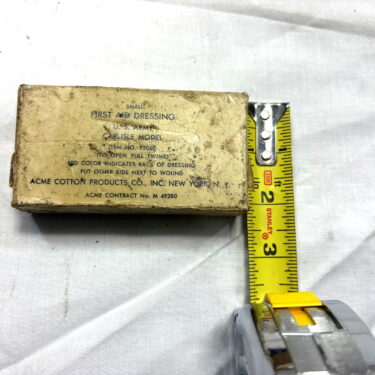 SMALL
FIRST AID DRESSING
U. S. ARMY
CARLISLE MODEL
ITEM NO. 92060
TO OPEN PULL TWINE
RED COLOR INDICATES BACK OF DRESSING
PUT OTHER SIDE NEXT TO WOUND
ACME COTTON PRODUCTS CO., INC. NEW YORK, N. Y.
ACME CONTRACT No. M 49280
2
STANLEY
3